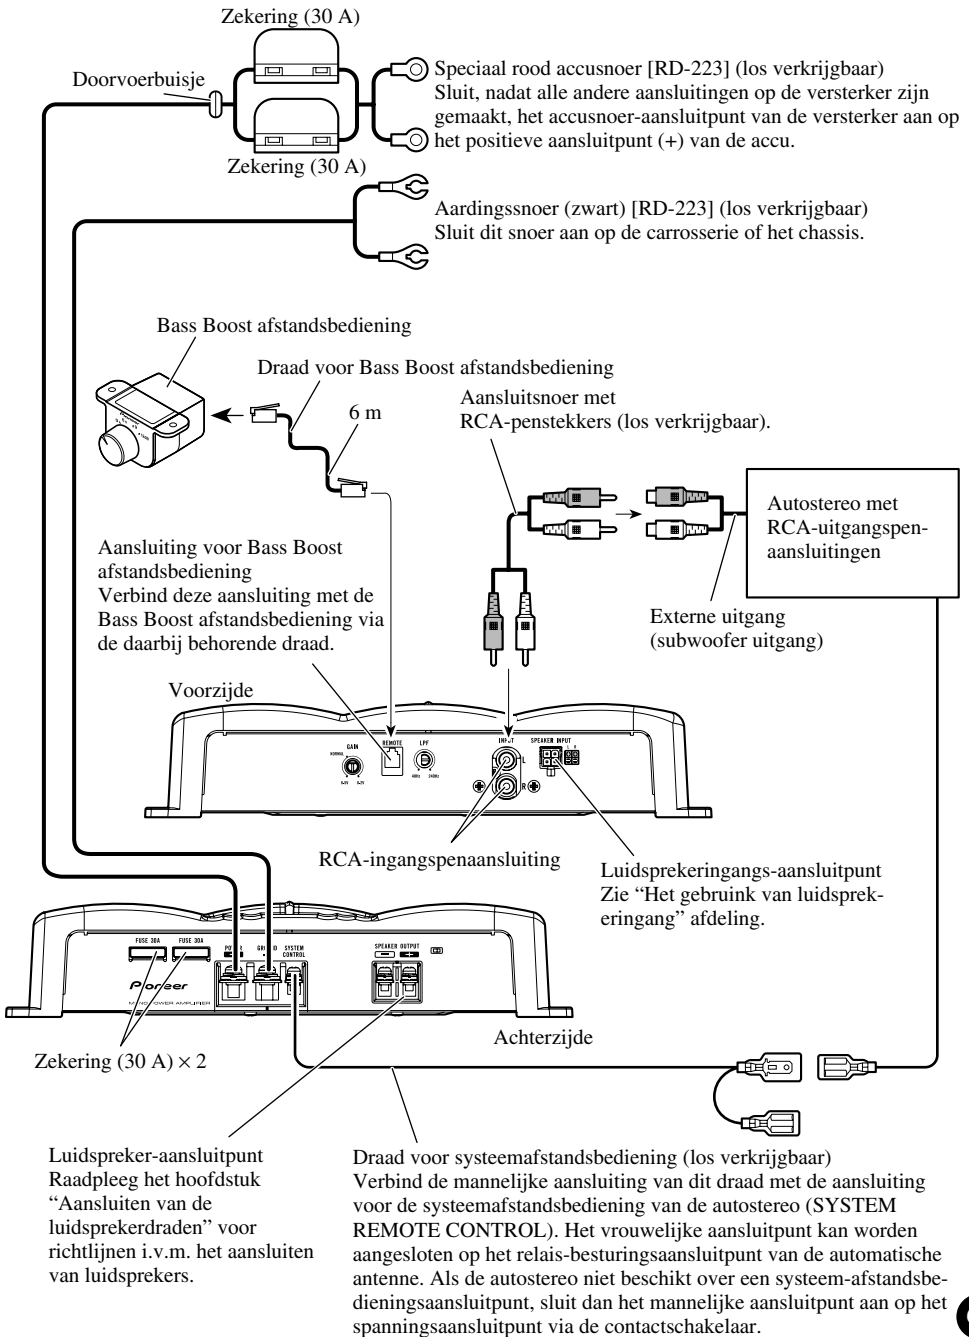 Zekering (30 A)
Doorvoerbuisje
Zekering (30 A)
Speciaal rood accusnoer [RD-223] (los verkrijgbaar)
Sluit, nadat alle andere aansluitingen op de versterker zijn
gemaakt, het accusnoer-aansluitpunt van de versterker aan op
het positieve aansluitpunt (+) van de accu.
Aardingssnoer (zwart) [RD-223] (los verkrijgbaar)
Sluit dit snoer aan op de carrosserie of het chassis.
Bass Boost afstandsbediening
Draad voor Bass Boost afstandsbediening
6 m
Aansluitsnoer met
RCA-penstekkers (los verkrijgbaar).
Autostereo met
RCA-uitgangspen-
aansluitingen
Aansluiting voor Bass Boost
afstandsbediening
Verbind deze aansluiting met de
Bass Boost afstandsbediening via
de daarbij behorende draad.
Externe uitgang
(subwoofer uitgang)
Voorzijde
GAIN
NORMAL
REMOTE
LPF
40Hz 240Hz
INPUT
L
R
SPEAKER INPUT
L R
RCA-ingangspenaansluiting
Luidsprekeringangs-aansluitpunt
Zie “Het gebruink van luidsprek-
eringang” afdeling.
FUSE 30A FUSE 30A
POWER
GROUND
SYSTEM
CONTROL
SPEAKER OUTPUT
Pioneer
MONO POWER AMPLIFIER
Achterzijde
Zekering (30 A) × 2
Luidspreker-aansluitpunt
Raadpleeg het hoofdstuk
“Aansluiten van de
luidsprekerdraden” voor
richtlijnen i.v.m. het aansluiten
van luidsprekers.
Draad voor systeemafstandsbediening (los verkrijgbaar)
Verbind de mannelijke aansluiting van dit draad met de aansluiting
voor de systeemafstandsbediening van de autostereo (SYSTEM
REMOTE CONTROL). Het vrouwelijke aansluitpunt kan worden
aangesloten op het relais-besturingsaansluitpunt van de automatische
antenne. Als de autostereo niet beschikt over een systeem-afstandsbe-
dieningsaansluitpunt, sluit dan het mannelijke aansluitpunt aan op het
spanningsaansluitpunt via de contactschakelaar.